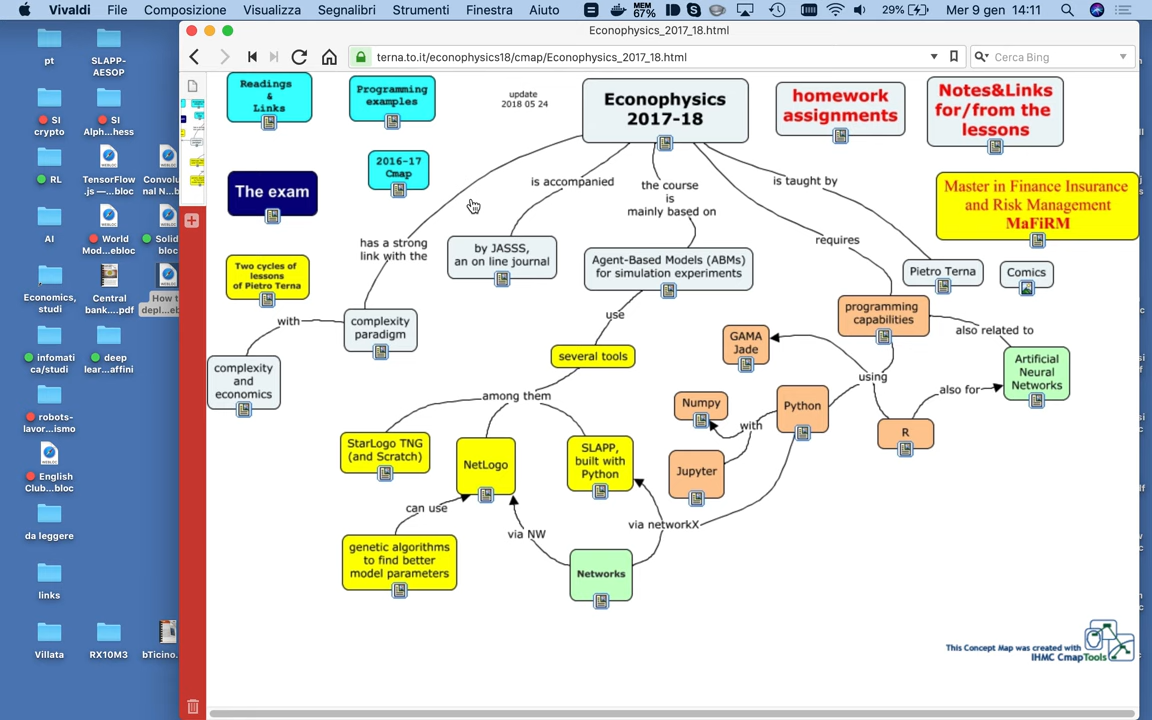 Vivaldi File Composizione Visualizza Segnalibri Strumenti Finestra Aiuto MEM 67% 29% Mer 9 gen 14:11
Econophysics_2017_18.html
terna.to.it/econophysics18/cmap/Econophysics_2017_18.html
Cerca Bing
pt
SLAPP-
AESOP
SI
crypto
SI
Alph...hess
RL
TensorFlow
.js —...bloc
Convolu
nal N...b
AI
World
Mod...ebloc
Solid
bloc
Economics,
studi
Central
bank....pdf
How t
depl...eb
infomati
ca/studi
deep
lear...affini
robots-
lavor...ismo
English
Club...bloc
da leggere
links
Villata
RX10M3
bTicino.
Readings
&
Links
Programming
examples
update
2018 05 24
Econophysics
2017-18
homework
assignments
Notes&Links
for/from the
lessons
2016-17
Cmap
The exam
is accompanied
the course
is
mainly based on
is taught by
Master in Finance Insurance
and Risk Management
MaFiRM
has a strong
link with the
by JASSS,
an on line journal
Agent-Based Models (ABMs)
for simulation experiments
requires
Pietro Terna
Comics
Two cycles of
lessons
of Pietro Terna
with
complexity
paradigm
use
programming
capabilities
also related to
GAMA
Jade
several tools
complexity
and
economics
among them
using
Artificial
Neural
Networks
also for
Numpy
Python
with
R
StarLogo TNG
(and Scratch)
NetLogo
SLAPP,
built with
Python
Jupyter
can use
via NW
via networkX
genetic algorithms
to find better
model parameters
Networks
This Concept Map was created with
IHMC CmapTools